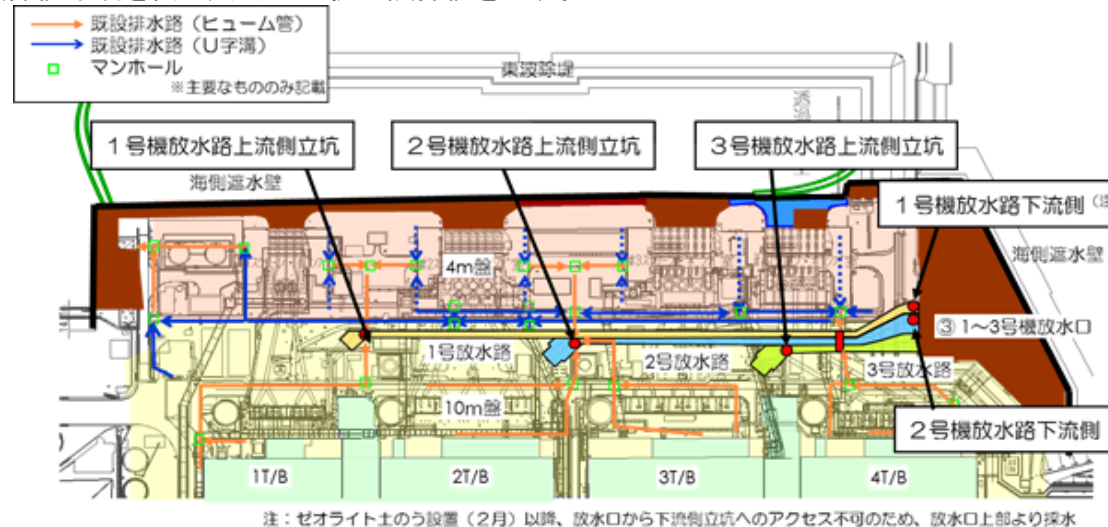 既設排水路（ヒューム管）
既設排水路（U字溝）
マンホール
※主要なもののみ記載
東波除堤
1号機放水路上流側立坑
2号機放水路上流側立坑
3号機放水路上流側立坑
海側遮水壁
1号機放水路下流側
海側遮水壁
4m盤
③ 1～3号機放水口
1号放水路
2号放水路
3号放水路
10m盤
2号機放水路下流側
1T/B
2T/B
3T/B
4T/B
注：ゼオライト土のう設置（2月）以降、放水口から下流側立坑へのアクセス不可のため、放水口上部より採水